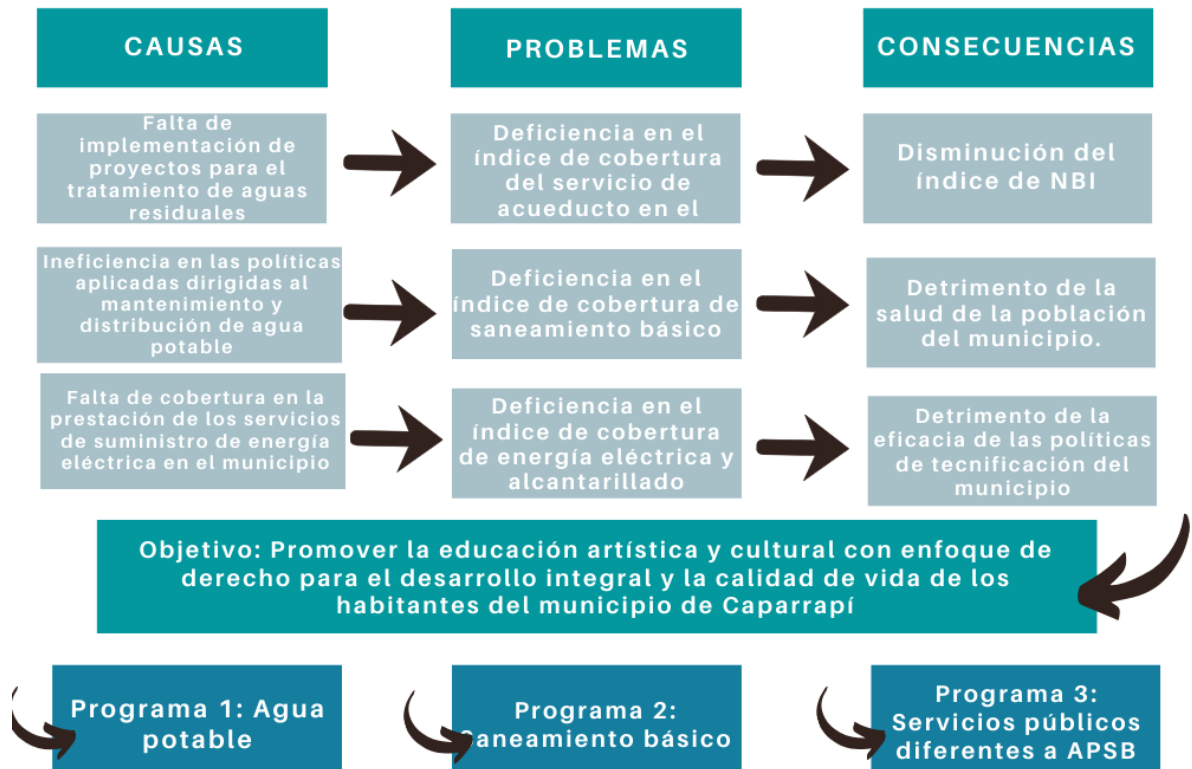 CAUSAS
PROBLEMAS
CONSECUENCIAS
Falta de
implementación de
proyectos para el
tratamiento de aguas
residuales
Deficiencia en el
índice de cobertura
del servicio de
acueducto en el
Disminución del
índice de NBI
Ineficiencia en las políticas
aplicadas dirigidas al
mantenimiento y
distribución de agua
potable
Deficiencia en el
índice de cobertura de
saneamiento básico
Detrimento de la
salud de la población
del municipio.
Falta de cobertura en la
prestación de los servicios
de suministro de energía
eléctrica en el municipio
Deficiencia en el
índice de cobertura
de energía eléctrica y
alcantarillado
Detrimento de la
eficacia de las políticas
de tecnificación del
municipio
Objetivo: Promover la educación artística y cultural con enfoque de
derecho para el desarrollo integral y la calidad de vida de los
habitantes del municipio de Caparrapí
Programa 1: Agua
potable
Programa 2:
Saneamiento básico
Programa 3:
Servicios públicos
diferentes a APSB